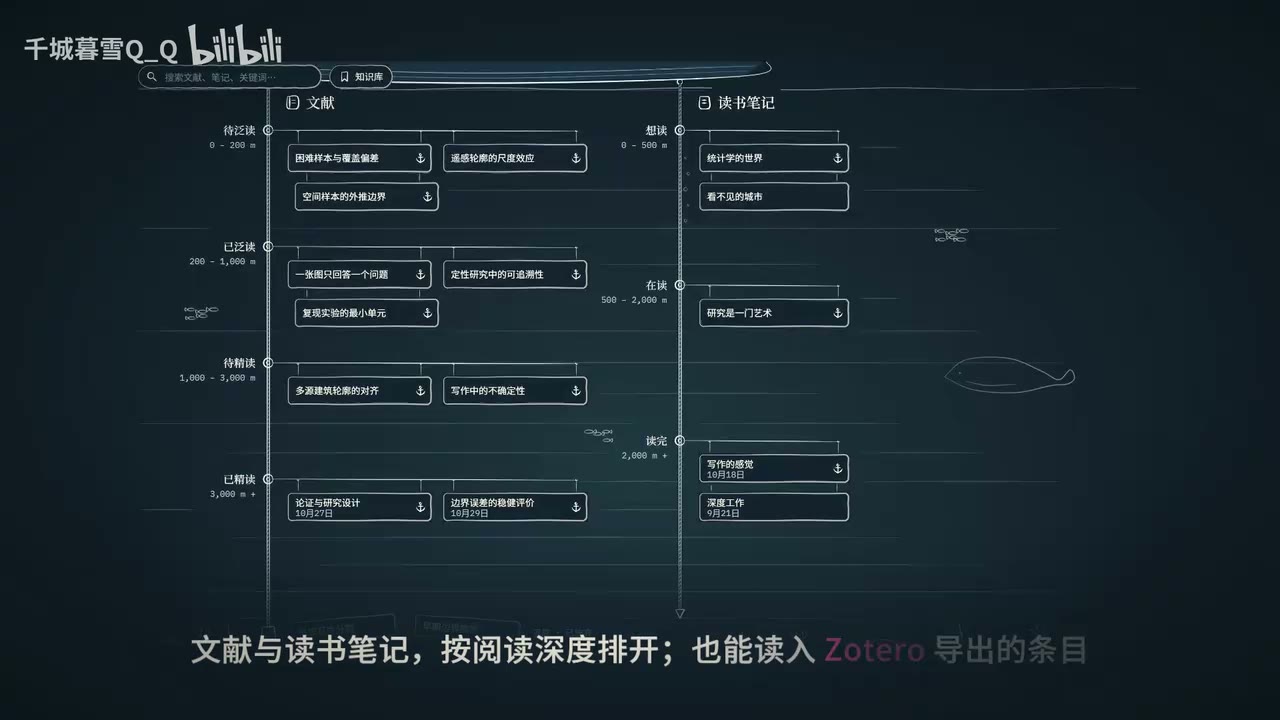 千城暮雪Q_Q bilibili
搜索文献、笔记、关键词…
知识库
文献
待泛读
0 - 200 m
困难样本与覆盖偏差
遥感轮廓的尺度效应
空间样本的外推边界
已泛读
200 - 1,000 m
一张图只回答一个问题
定性研究中的可追溯性
复现实验的最小单元
待精读
1,000 - 3,000 m
多源建筑轮廓的对齐
写作中的不确定性
已精读
3,000 m +
论证与研究设计
10月27日
边界误差的稳健评价
10月29日
读书笔记
想读
0 - 500 m
统计学的世界
看不见的城市
在读
500 - 2,000 m
研究是一门艺术
读完
2,000 m +
写作的感觉
10月18日
深度工作
9月21日
文献与读书笔记，按阅读深度排开；也能读入 Zotero 导出的条目